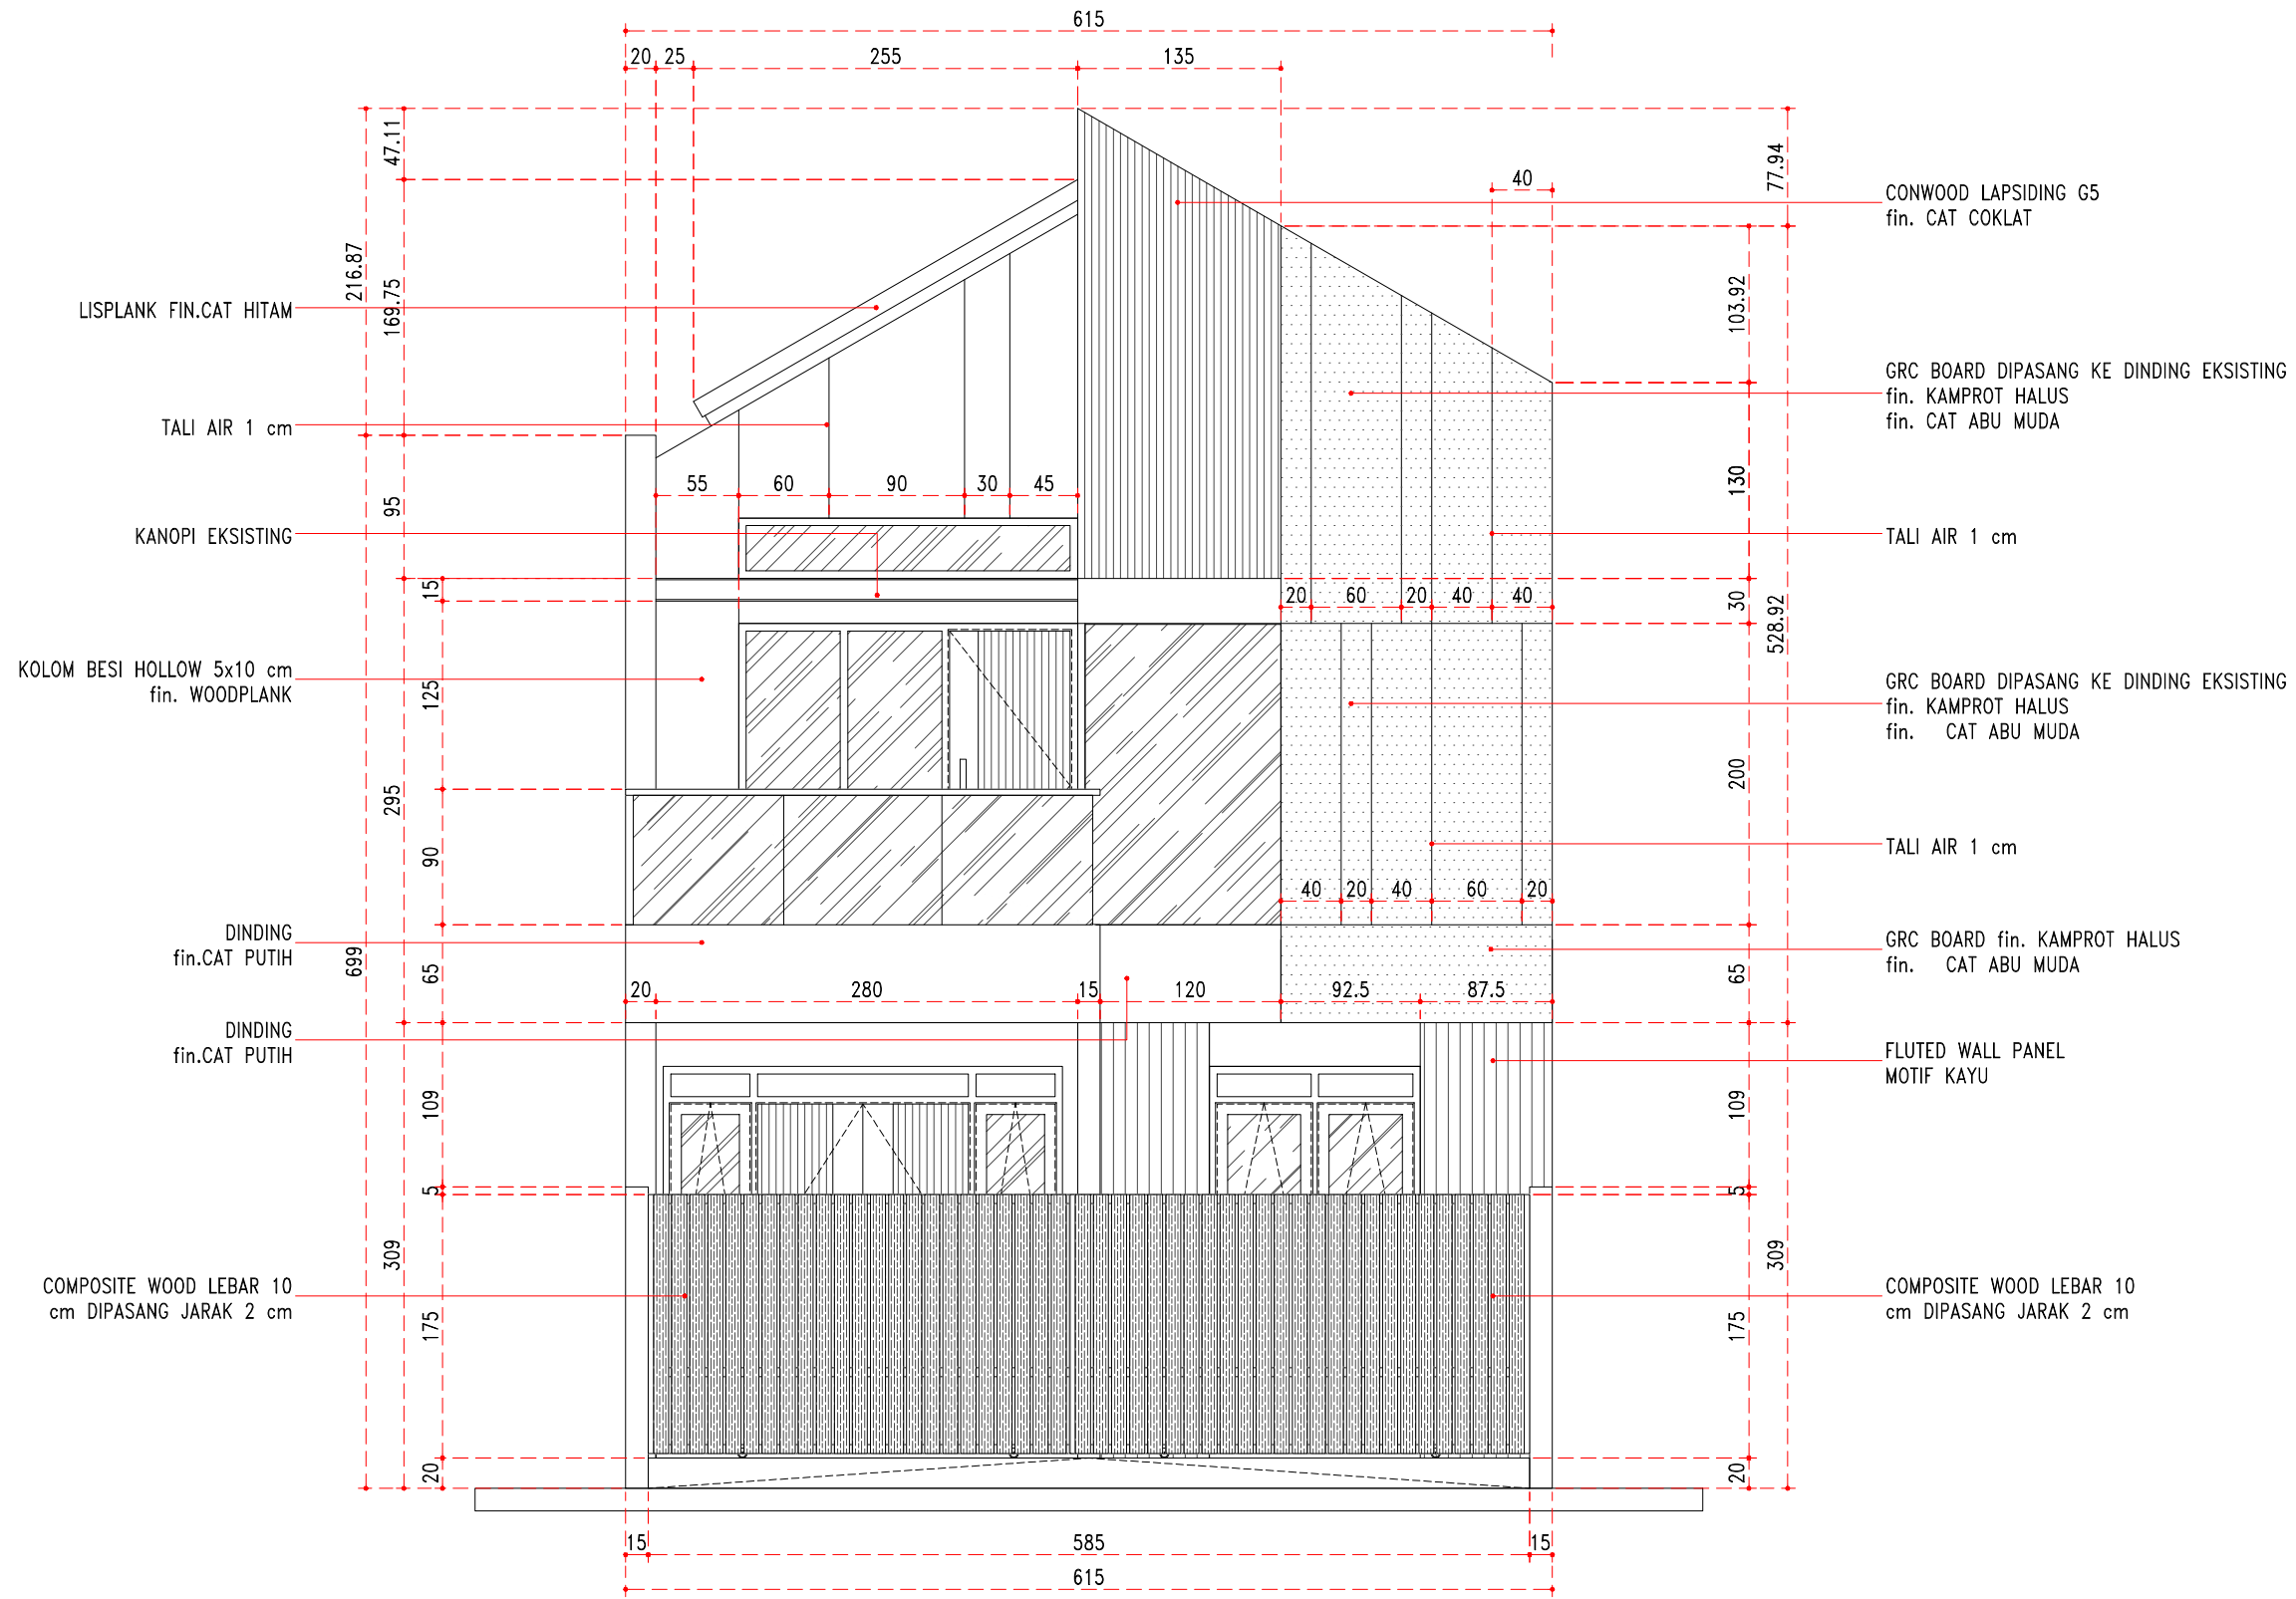 615
20 25 255 135
47.11
77.94
40
CONWOOD LAPSIDING G5
fin. CAT COKLAT
216.87
169.75
103.92
LISPLANK FIN.CAT HITAM
GRC BOARD DIPASANG KE DINDING EKSISTING
fin. KAMPROT HALUS
fin. CAT ABU MUDA
TALI AIR 1 cm
55 60 90 30 45
130
95
KANOPI EKSISTING
TALI AIR 1 cm
15
20 60 20 40 40
30
528.92
KOLOM BESI HOLLOW 5x10 cm
fin. WOODPLANK
125
GRC BOARD DIPASANG KE DINDING EKSISTING
fin. KAMPROT HALUS
fin. CAT ABU MUDA
295
200
90
TALI AIR 1 cm
40 20 40 60 20
DINDING
fin.CAT PUTIH
GRC BOARD fin. KAMPROT HALUS
fin. CAT ABU MUDA
699
65
65
20 280 15 120 92.5 87.5
DINDING
fin.CAT PUTIH
FLUTED WALL PANEL
MOTIF KAYU
109
109
5
5
309
309
COMPOSITE WOOD LEBAR 10
cm DIPASANG JARAK 2 cm
COMPOSITE WOOD LEBAR 10
cm DIPASANG JARAK 2 cm
175
175
20
20
15 585 15
615